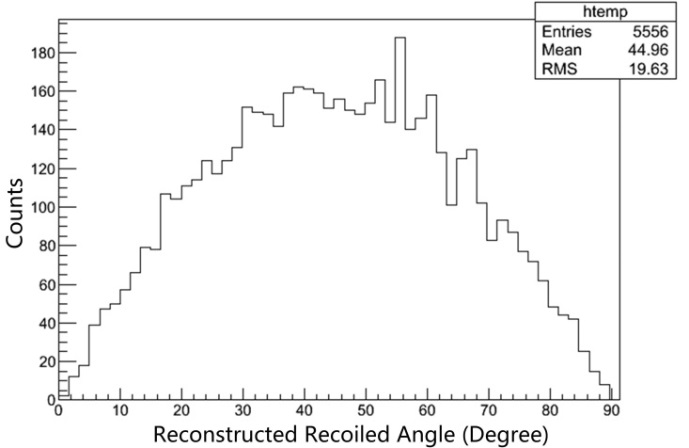 htemp
Entries 5556
Mean 44.96
RMS 19.63
180
160
140
120
100
80
60
40
20
0
Counts
0 10 20 30 40 50 60 70 80 90
Reconstructed Recoiled Angle (Degree)